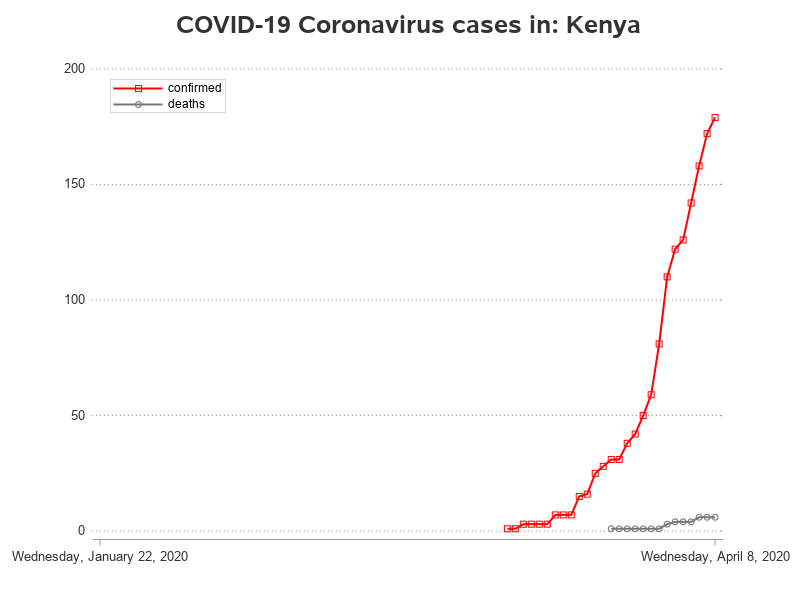 COVID-19 Coronavirus cases in: Kenya
200
confirmed
deaths
150
100
50
0
Wednesday, January 22, 2020 Wednesday, April 8, 2020